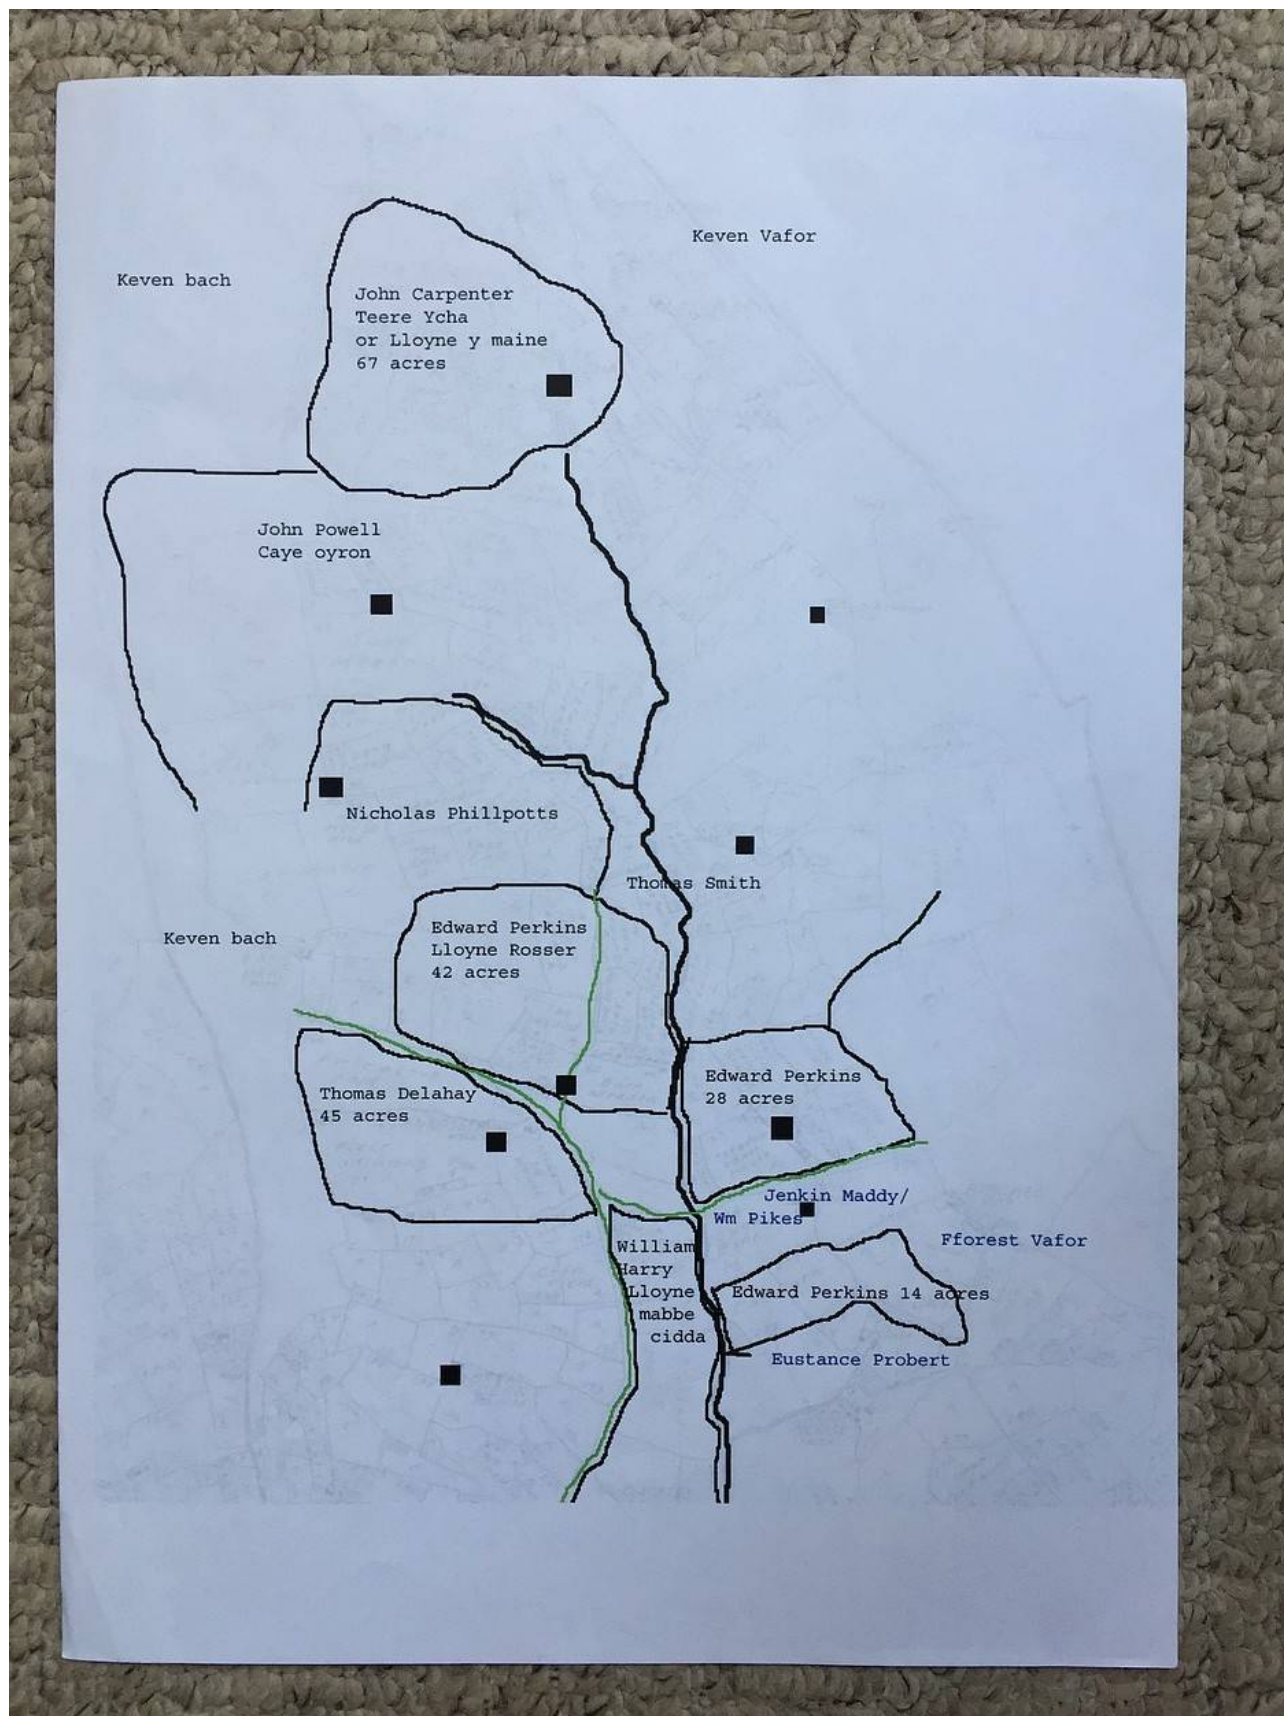 Keven Vafor
Keven bach
John Carpenter
Teere Ycha
or Lloyne y maine
67 acres
John Powell
Caye oyron
Nicholas Phillpotts
Thomas Smith
Keven bach
Edward Perkins
Lloyne Rosser
42 acres
Edward Perkins
28 acres
Thomas Delahay
45 acres
Jenkin Maddy/
Wm Pikes
Fforest Vafor
William
Harry
Lloyne
mabbe
cidda
Edward Perkins 14 acres
Eustance Probert